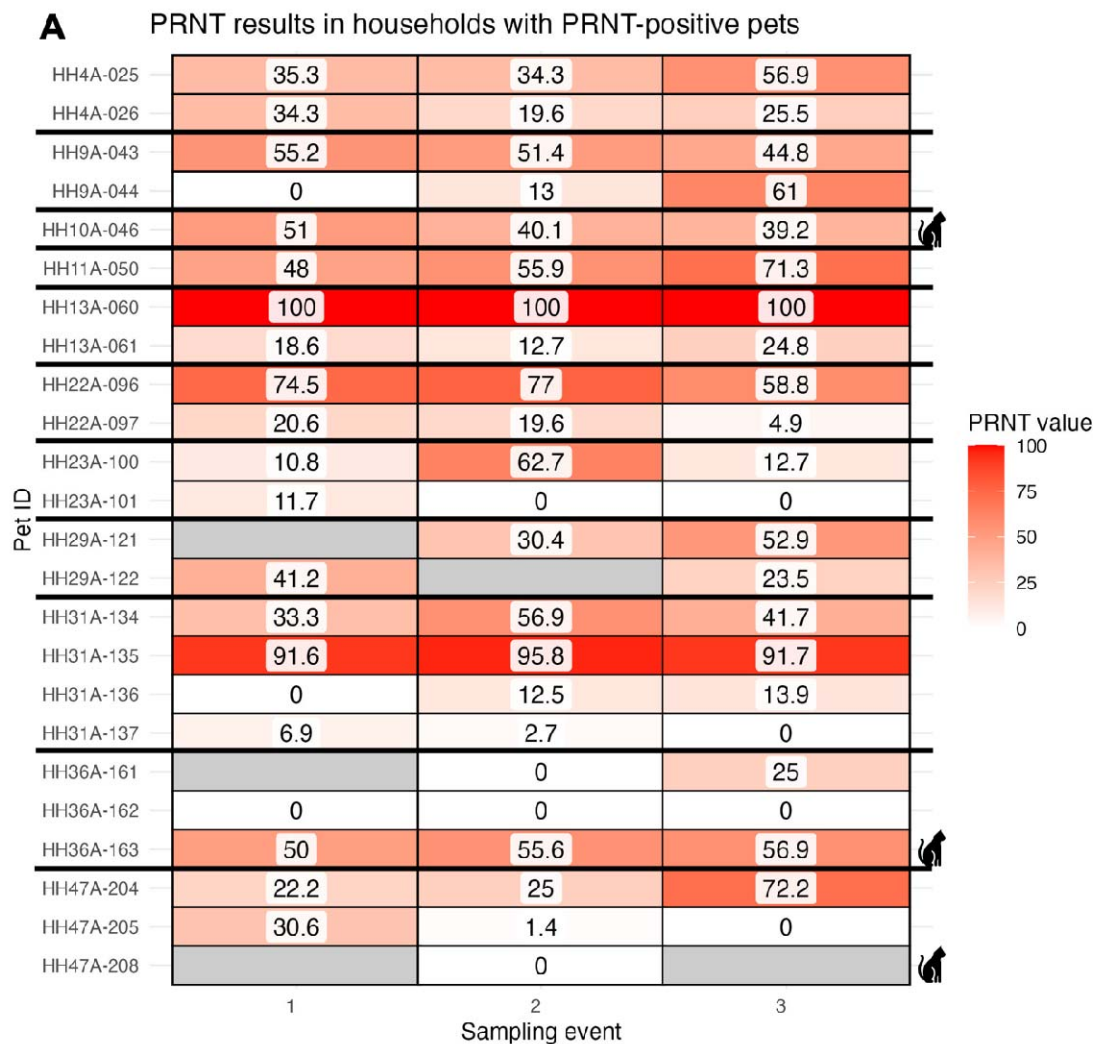 A PRNT results in households with PRNT-positive pets
HH4A-025 35.3 34.3 56.9
HH4A-026 34.3 19.6 25.5
HH9A-043 55.2 51.4 44.8
HH9A-044 0 13 61
HH10A-046 51 40.1 39.2
HH11A-050 48 55.9 71.3
HH13A-060 100 100 100
HH13A-061 18.6 12.7 24.8
HH22A-096 74.5 77 58.8
HH22A-097 20.6 19.6 4.9
HH23A-100 10.8 62.7 12.7
HH23A-101 11.7 0 0
HH29A-121 30.4 52.9
HH29A-122 41.2 23.5
HH31A-134 33.3 56.9 41.7
HH31A-135 91.6 95.8 91.7
HH31A-136 0 12.5 13.9
HH31A-137 6.9 2.7 0
HH36A-161 0 25
HH36A-162 0 0 0
HH36A-163 50 55.6 56.9
HH47A-204 22.2 25 72.2
HH47A-205 30.6 1.4 0
HH47A-208 0
1 2 3
Sampling event
Pet ID
PRNT value
100
75
50
25
0